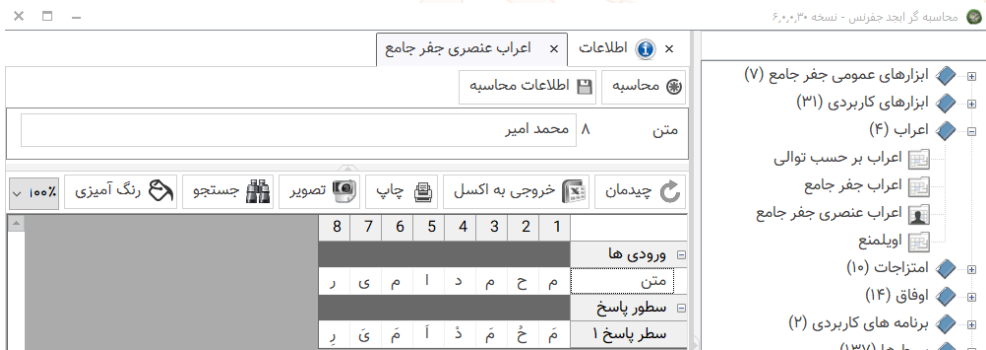 محاسبه گر ابجد جفرنس - نسخه ۶,۰,۰,۳۰
اطلاعات
اعراب عنصری جفر جامع
محاسبه
اطلاعات محاسبه
متن
محمد امیر
۸
چیدمان
خروجی به اکسل
چاپ
تصویر
جستجو
رنگ آمیزی
۱۰۰٪
1 2 3 4 5 6 7 8
ورودی ها
متن م ح م د ا م ی ر
سطور پاسخ
سطر پاسخ ۱ مَ حُ مَ دْ اَ مَ یَ رِ
ابزارهای عمومی جفر جامع (۷)
ابزارهای کاربردی (۳۱)
اعراب (۴)
اعراب بر حسب توالی
اعراب جفر جامع
اعراب عنصری جفر جامع
اویلمنع
امتزاجات (۱۰)
اوفاق (۱۴)
برنامه های کاربردی (۲)